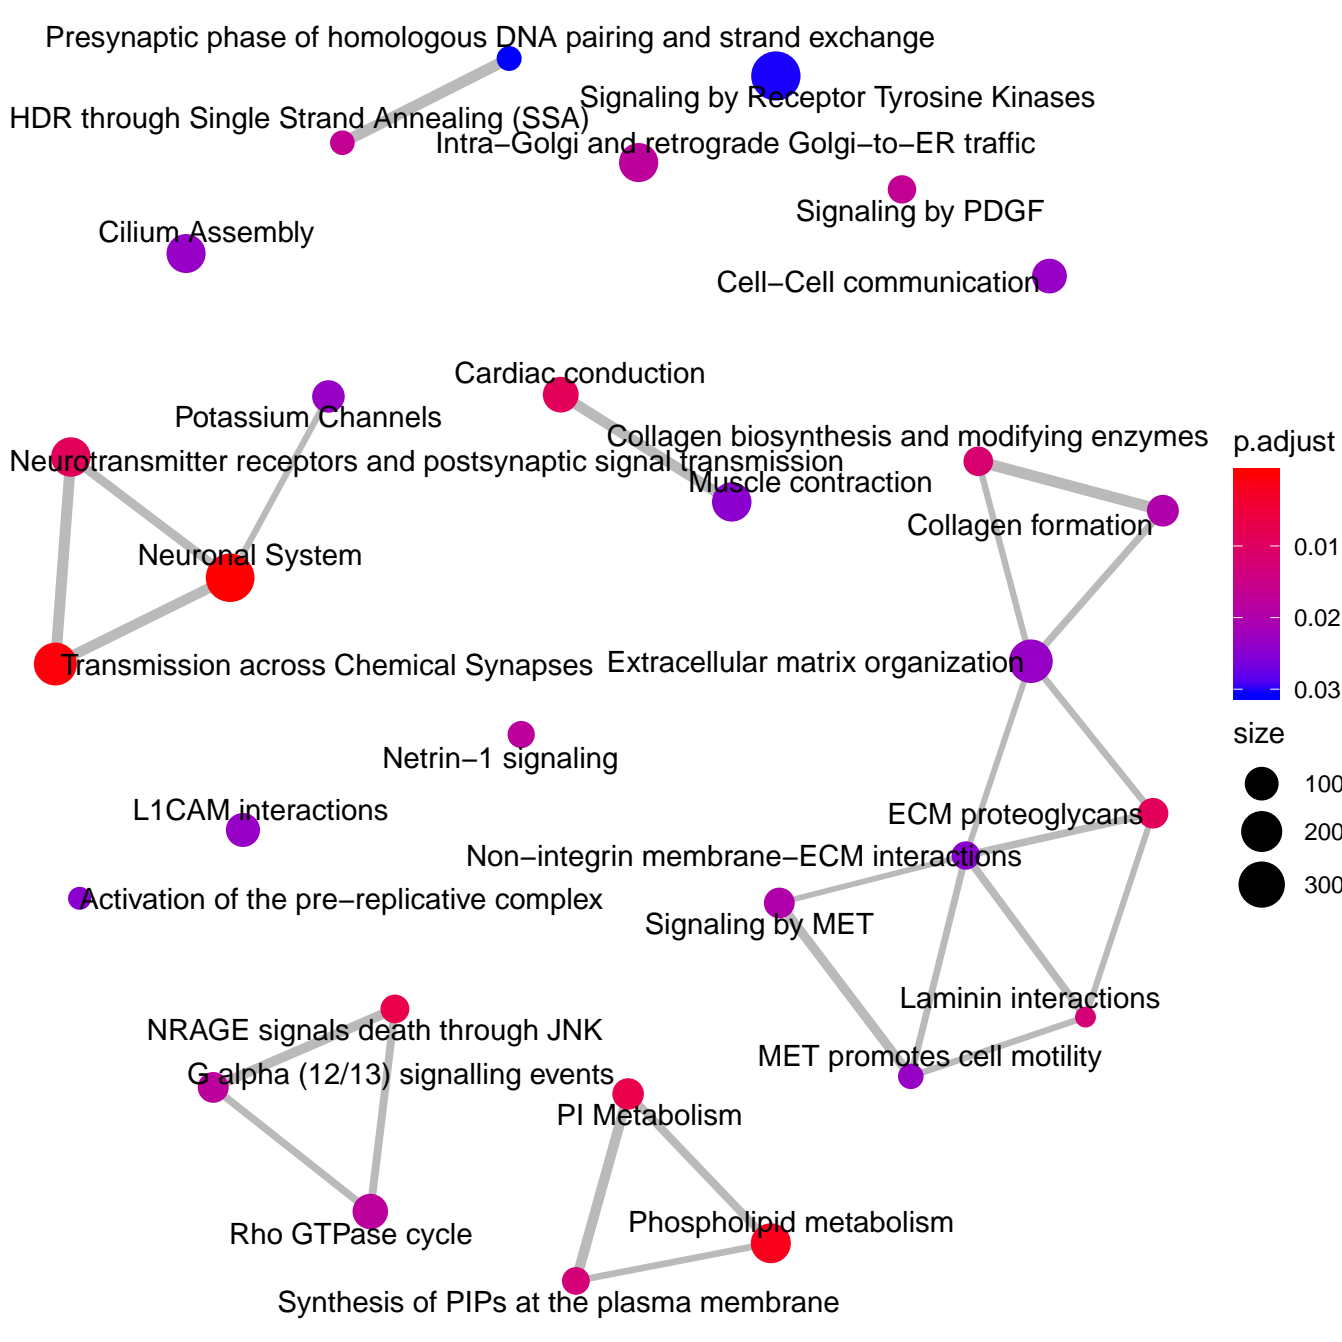 Presynaptic phase of homologous DNA pairing and strand exchange
Signaling by Receptor Tyrosine Kinases
HDR through Single Strand Annealing (SSA)
Intra−Golgi and retrograde Golgi−to−ER traffic
Signaling by PDGF
Cilium Assembly
Cell−Cell communication
Cardiac conduction
Potassium Channels
Collagen biosynthesis and modifying enzymes
Neurotransmitter receptors and postsynaptic signal transmission
Muscle contraction
Collagen formation
Neuronal System
Transmission across Chemical Synapses
Extracellular matrix organization
Netrin−1 signaling
L1CAM interactions
ECM proteoglycans
Non−integrin membrane−ECM interactions
Activation of the pre−replicative complex
Signaling by MET
Laminin interactions
NRAGE signals death through JNK
MET promotes cell motility
G alpha (12/13) signalling events
PI Metabolism
Phospholipid metabolism
Rho GTPase cycle
Synthesis of PIPs at the plasma membrane
p.adjust
0.01
0.02
0.03
size
100
200
300